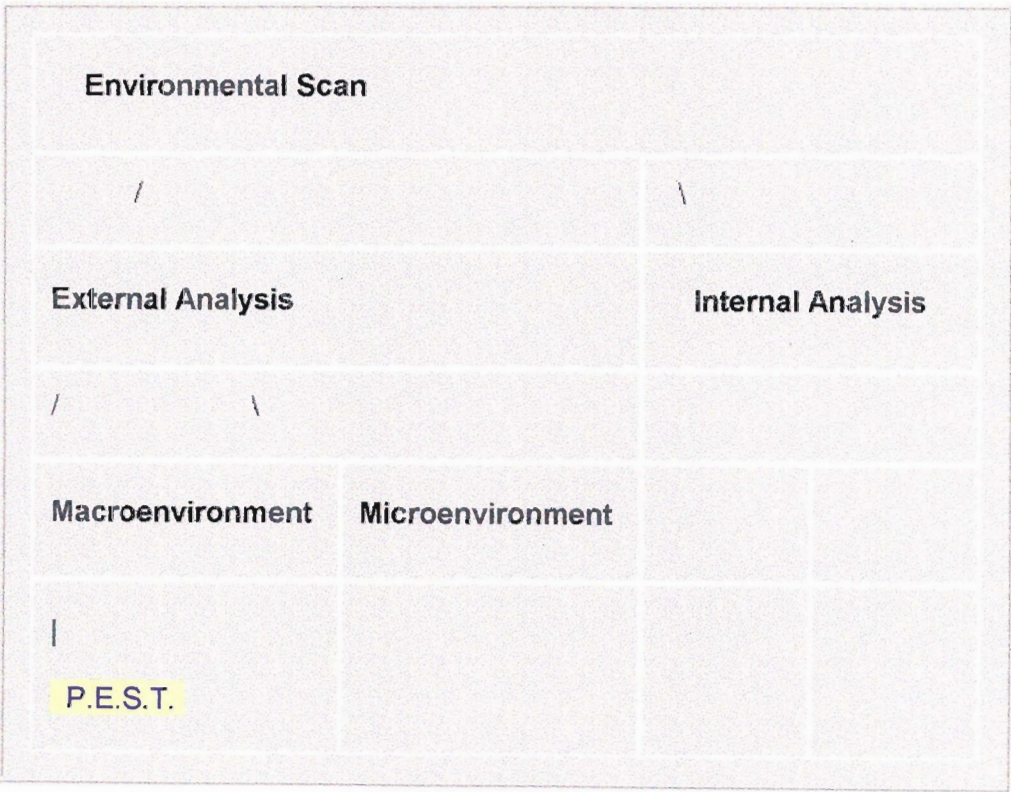 Environmental Scan
/ \
External Analysis Internal Analysis
/ \
Macroenvironment Microenvironment
|
P.E.S.T.